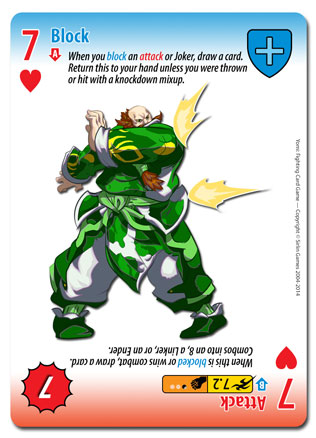 7 Block
A When you block an attack or Joker, draw a card.
Return this to your hand unless you were thrown
or hit with a knockdown mixup.
Yomi: Fighting Card Game — Copyright © Sirlin Games 2004-2014
7 Attack
B 7.2
When this is blocked or wins combat, draw a card.
Combos into an 8, a Linker, or an Ender.
7